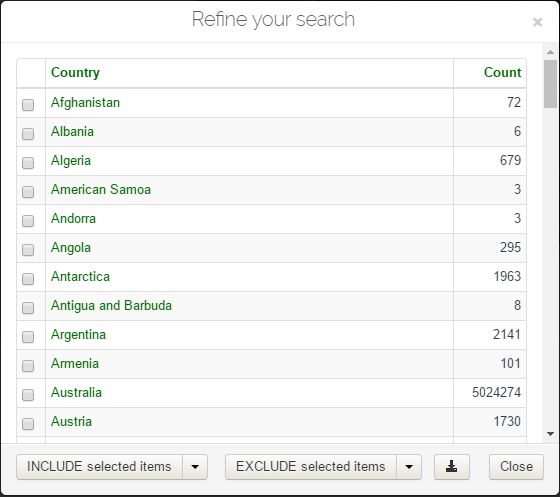 Refine your search ×
Country Count
Afghanistan 72
Albania 6
Algeria 679
American Samoa 3
Andorra 3
Angola 295
Antarctica 1963
Antigua and Barbuda 8
Argentina 2141
Armenia 101
Australia 5024274
Austria 1730
INCLUDE selected items EXCLUDE selected items Close